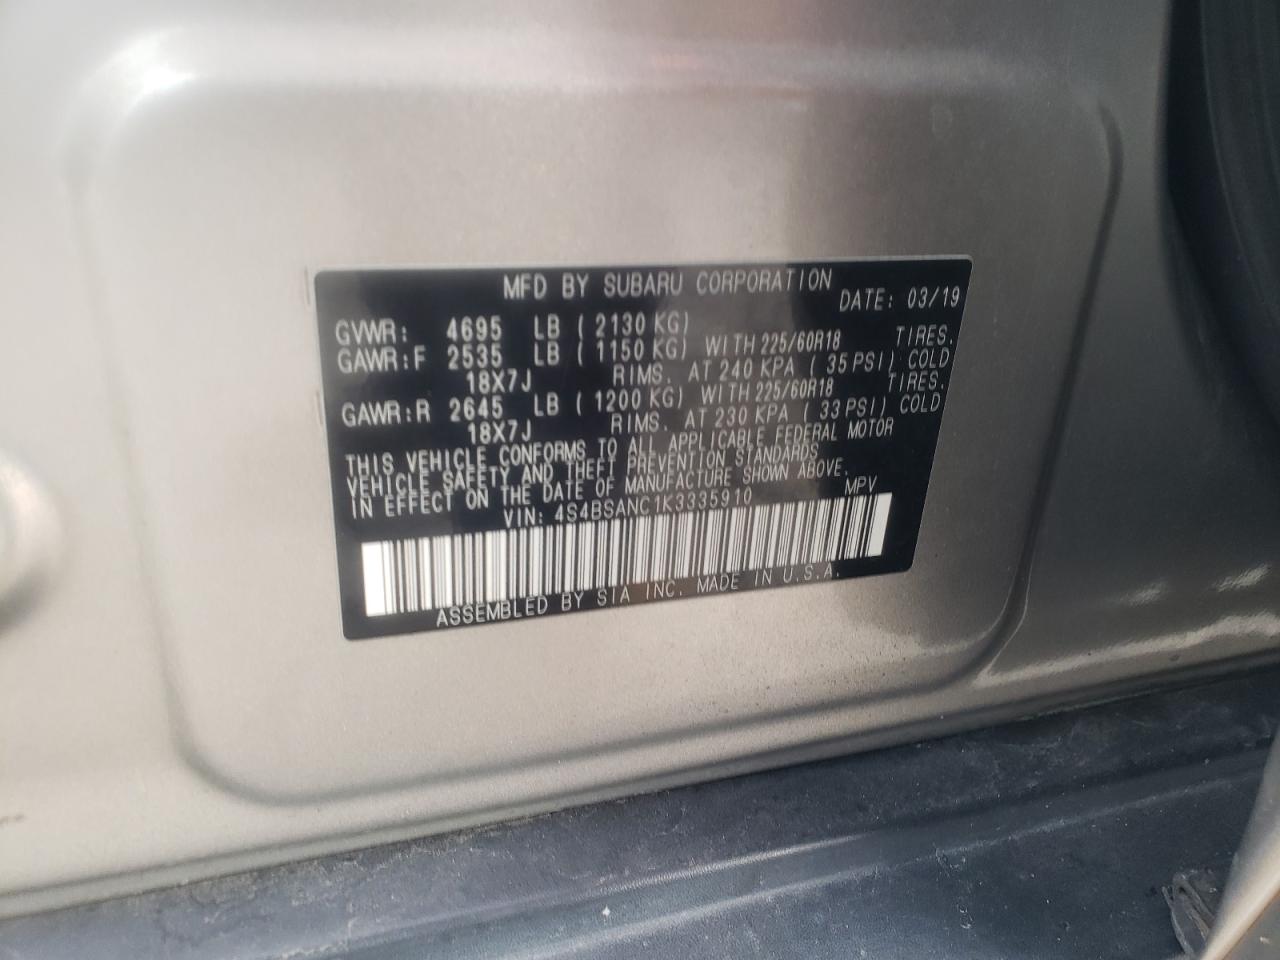 MFD BY SUBARU CORPORATION
DATE: 03/19
GVWR: 4695 LB ( 2130 KG)
GAWR:F 2535 LB ( 1150 KG) WITH 225/60R18 TIRES.
18X7J RIMS. AT 240 KPA ( 35 PSI) COLD
GAWR:R 2645 LB ( 1200 KG) WITH 225/60R18 TIRES.
18X7J RIMS. AT 230 KPA ( 33 PSI) COLD
THIS VEHICLE CONFORMS TO ALL APPLICABLE FEDERAL MOTOR
VEHICLE SAFETY AND THEFT PREVENTION STANDARDS
IN EFFECT ON THE DATE OF MANUFACTURE SHOWN ABOVE.
VIN: 4S4BSANC1K3335910 MPV
ASSEMBLED BY SIA INC. MADE IN U.S.A.